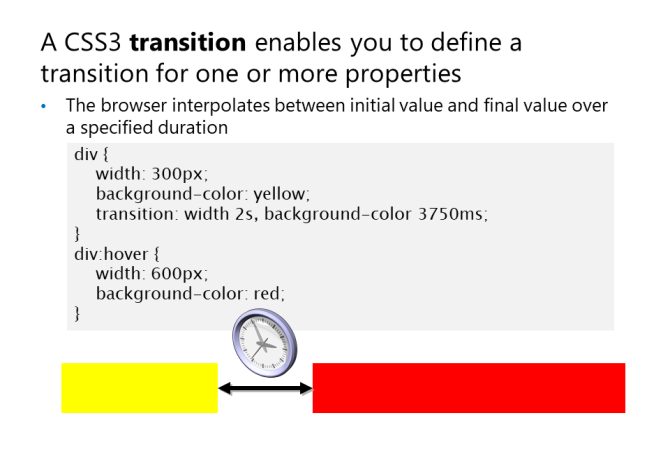 A CSS3 transition enables you to define a
transition for one or more properties
• The browser interpolates between initial value and final value over
a specified duration
div {
width: 300px;
background-color: yellow;
transition: width 2s, background-color 3750ms;
}
div:hover {
width: 600px;
background-color: red;
}